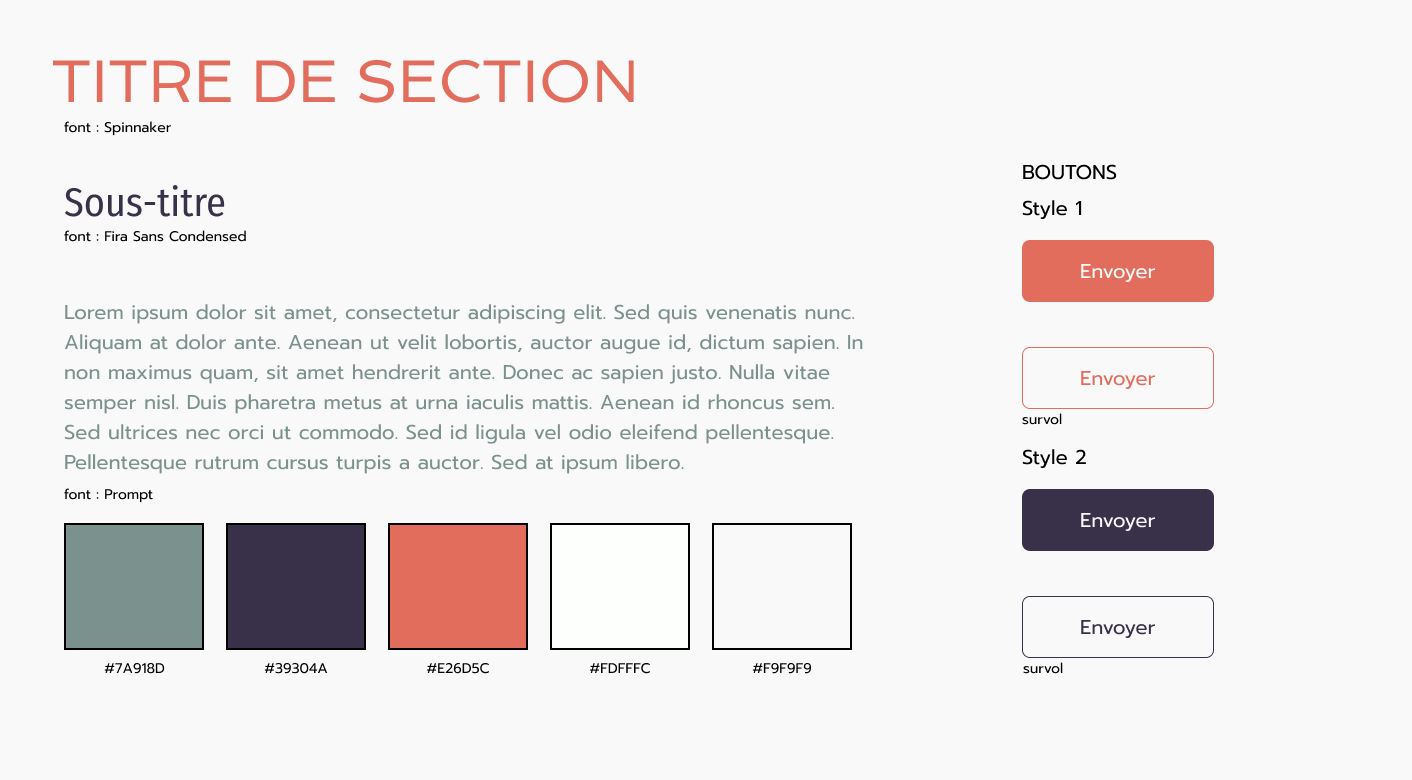 TITRE DE SECTION
font : Spinnaker
Sous-titre
font : Fira Sans Condensed
Lorem ipsum dolor sit amet, consectetur adipiscing elit. Sed quis venenatis nunc.
Aliquam at dolor ante. Aenean ut velit lobortis, auctor augue id, dictum sapien. In
non maximus quam, sit amet hendrerit ante. Donec ac sapien justo. Nulla vitae
semper nisl. Duis pharetra metus at urna iaculis mattis. Aenean id rhoncus sem.
Sed ultrices nec orci ut commodo. Sed id ligula vel odio eleifend pellentesque.
Pellentesque rutrum cursus turpis a auctor. Sed at ipsum libero.
font : Prompt
#7A918D
#39304A
#E26D5C
#FDFFFC
#F9F9F9
BOUTONS
Style 1
Envoyer
Envoyer
survol
Style 2
Envoyer
Envoyer
survol